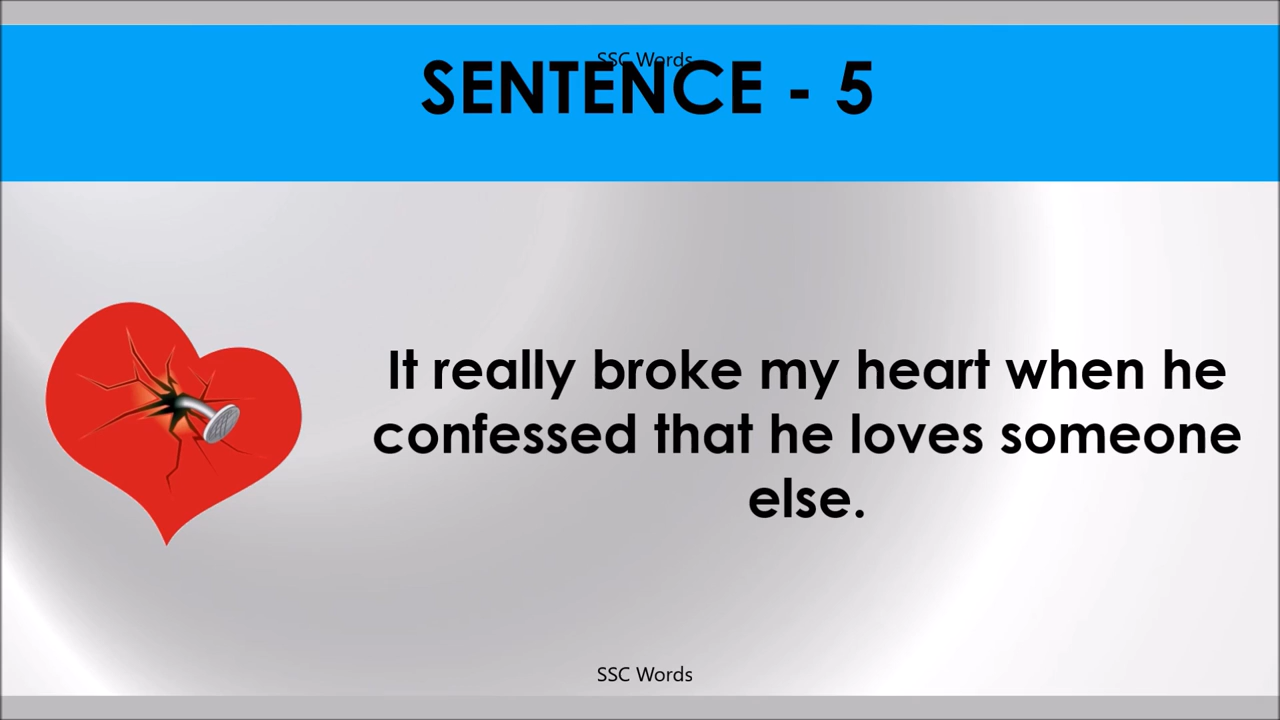 SSC Words
SENTENCE - 5
It really broke my heart when he
confessed that he loves someone
else.
SSC Words